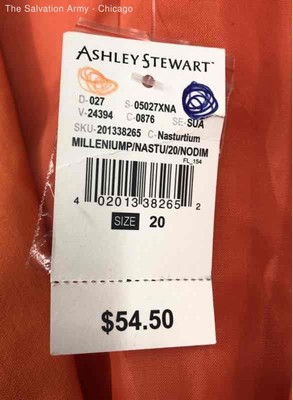 The Salvation Army - Chicago
ASHLEY STEWART
D-027 S-05027XNA
V-24394 C-0876 SE-SUA
SKU-201338265 C-Nasturtium
MILLENIUMP/NASTU/20/NODIM
FL_154
4 02013 38265 2
SIZE 20
$54.50